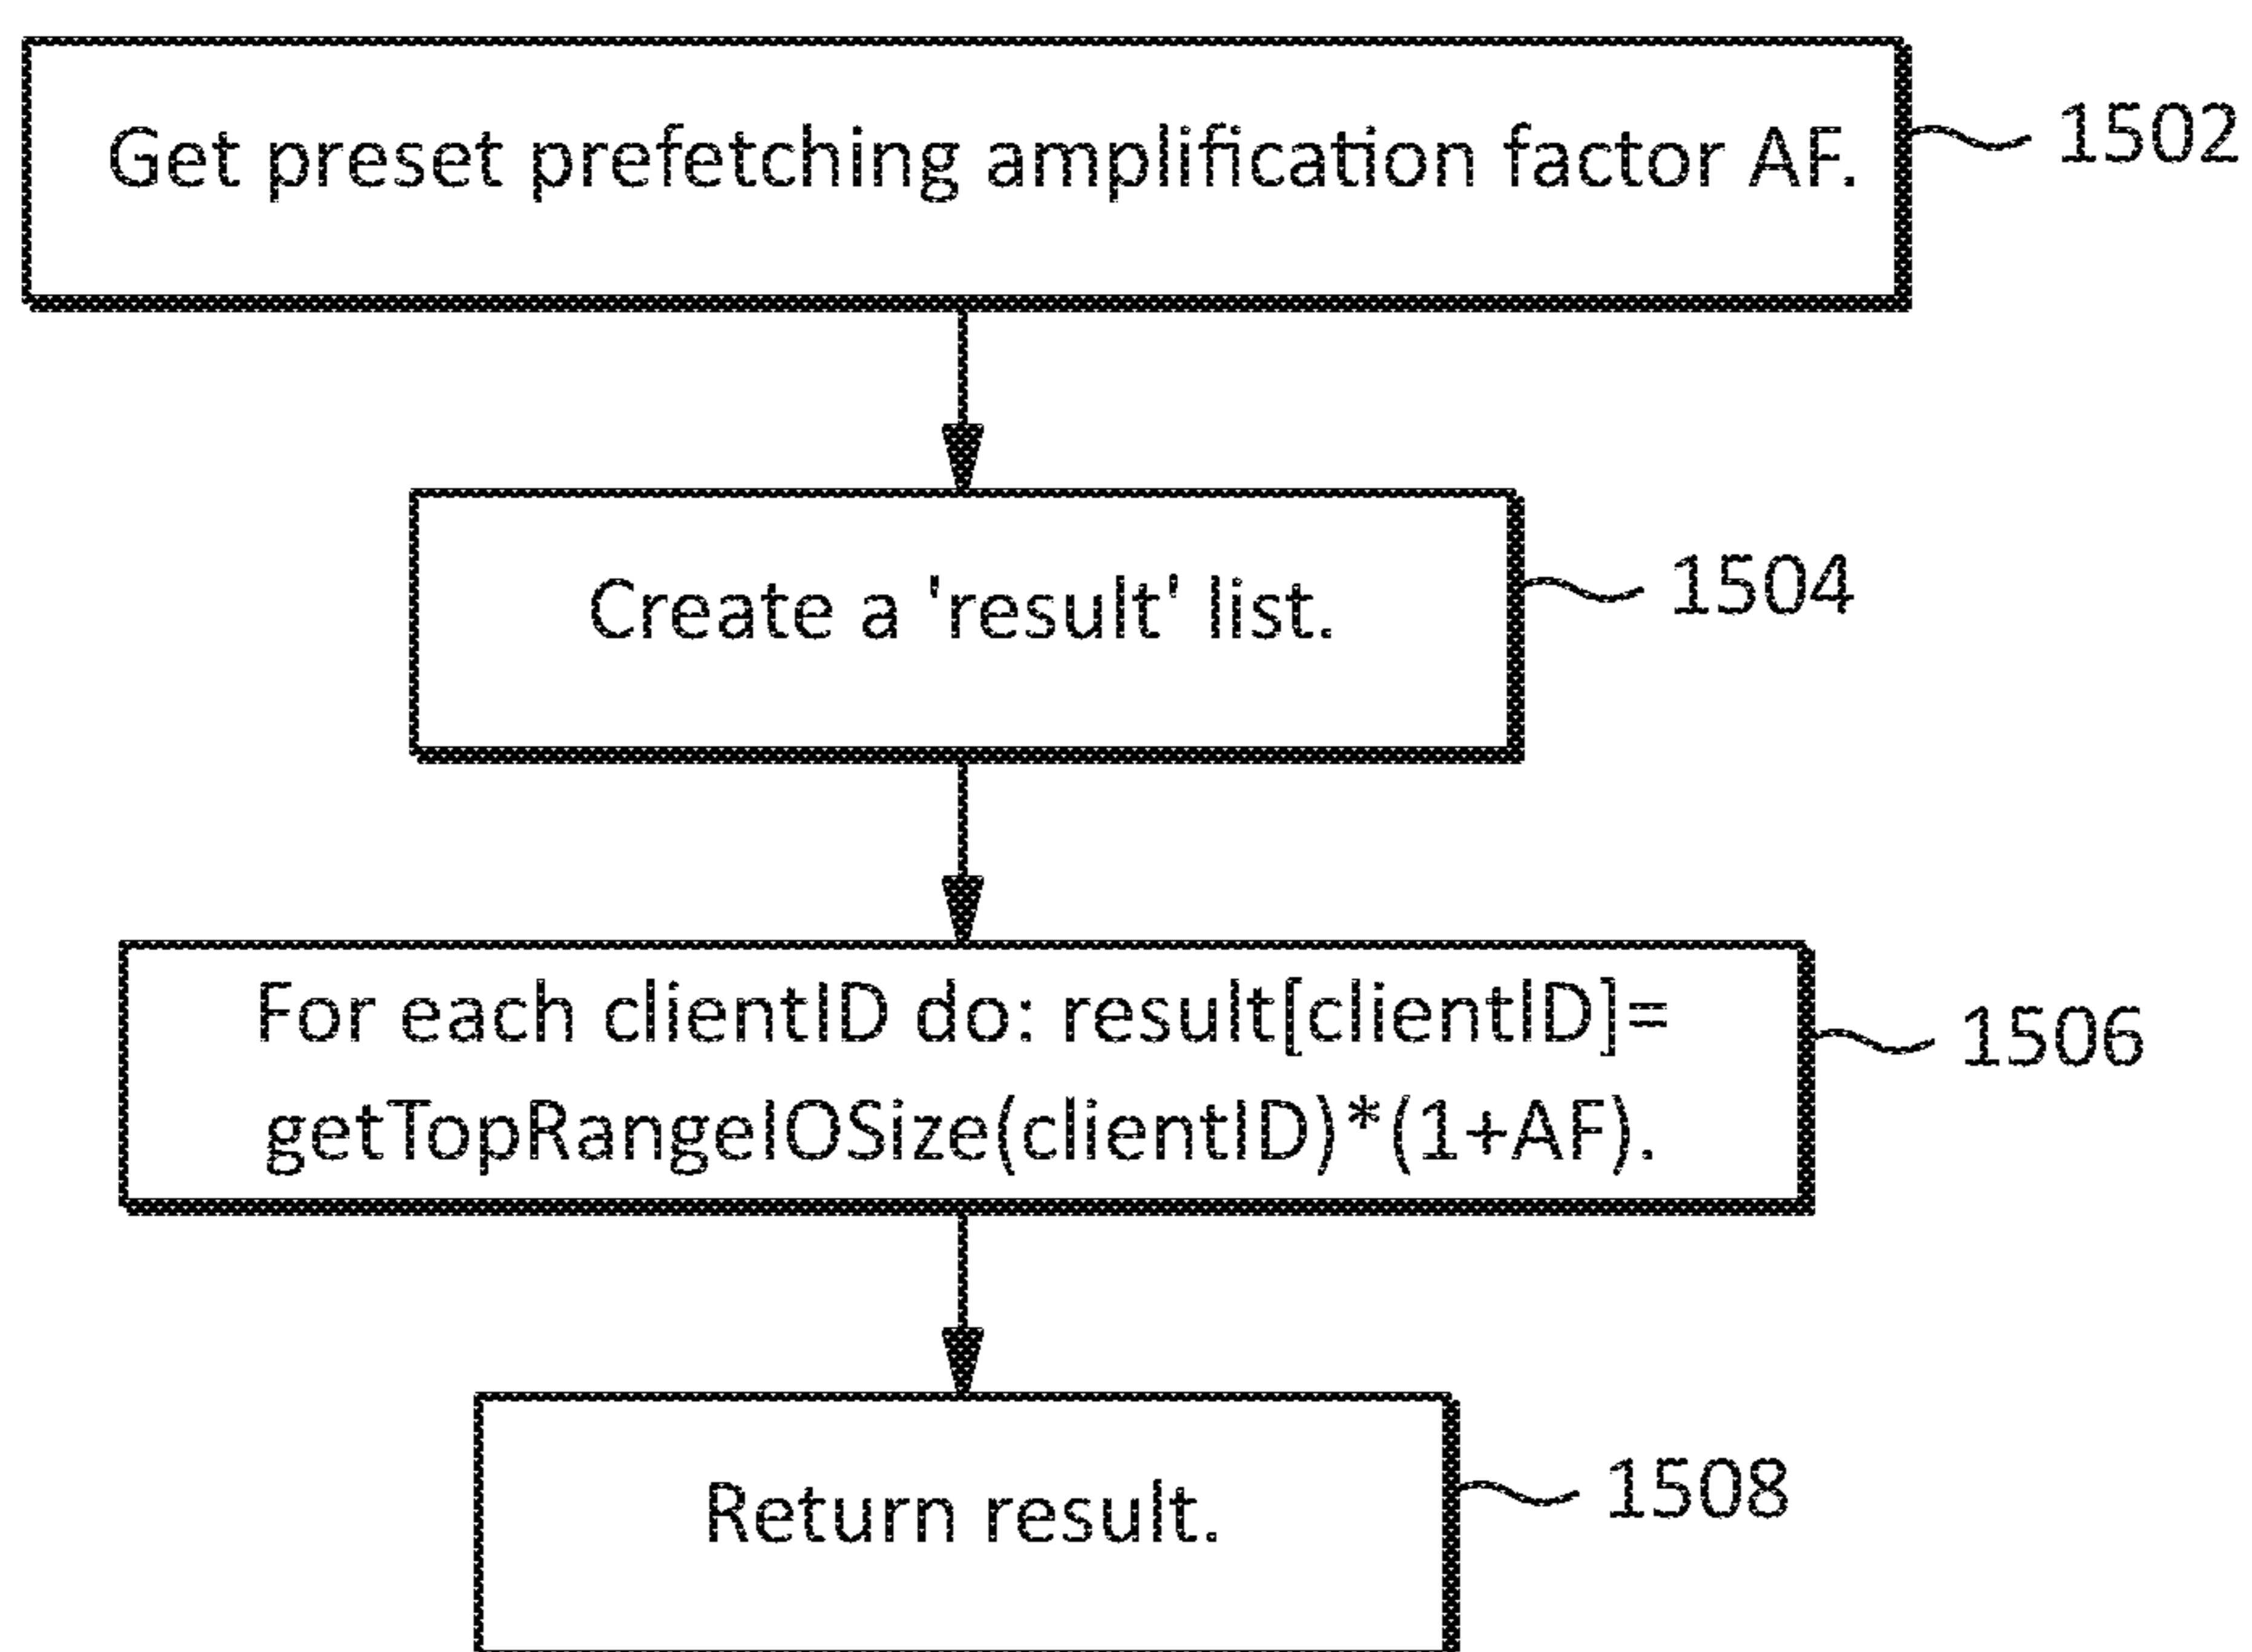 Get preset prefetching amplification factor AF.
1502
Create a 'result' list.
1504
For each clientID do: result[clientID]=
getTopRangeIOSize(clientID)*(1+AF).
1506
Return result.
1508